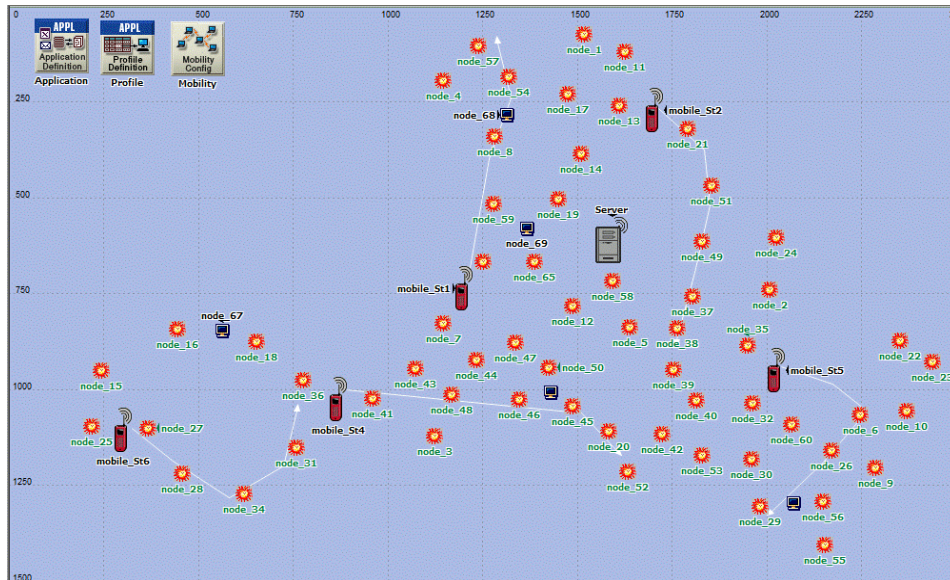 0 250 500 750 1000 1250 1500 1750 2000 2250
APPL
Application
Definition
Application
APPL
Profile
Definition
Profile
Mobility
Config
Mobility
node_57
node_1
node_11
node_4
node_54
node_17
node_13
250
node_68
mobile_St2
node_8
node_21
node_14
500
node_59
node_19
Server
node_51
node_69
node_65
node_49
node_24
750
mobile_St1
node_58
node_37
node_2
node_67
node_7
node_12
node_5
node_38
node_35
node_16
node_18
node_47
node_22
node_15
node_43
node_44
node_50
node_39
mobile_St5
node_23
1000
node_36
node_41
node_48
node_46
node_45
node_40
node_32
node_6
node_10
node_25
node_27
mobile_St4
node_3
node_20
node_42
node_60
mobile_St6
node_31
node_53
node_30
node_26
node_28
node_52
node_9
1250
node_34
node_29
node_56
node_55
1500